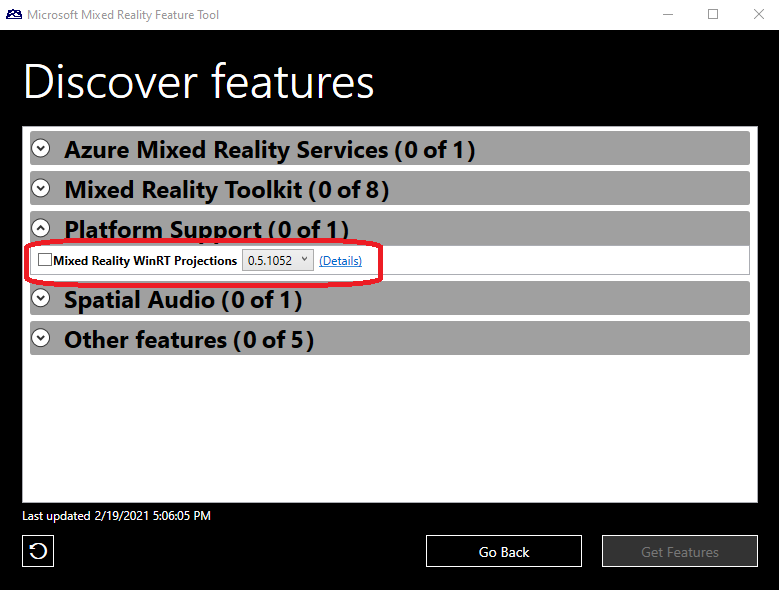 Microsoft Mixed Reality Feature Tool
Discover features
Azure Mixed Reality Services (0 of 1)
Mixed Reality Toolkit (0 of 8)
Platform Support (0 of 1)
Mixed Reality WinRT Projections 0.5.1052 (Details)
Spatial Audio (0 of 1)
Other features (0 of 5)
Last updated 2/19/2021 5:06:05 PM
Go Back Get Features